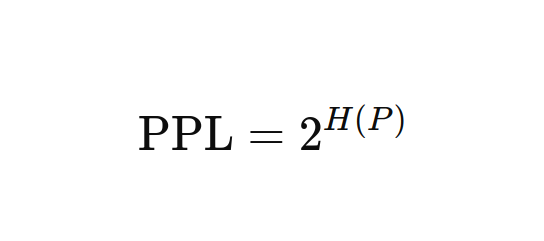 PPL = 2^{H(P)}